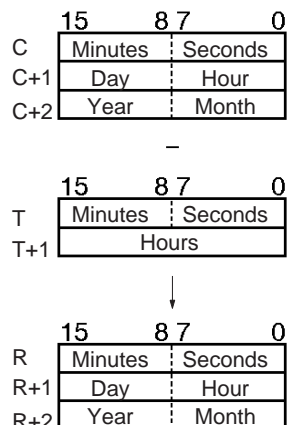 15 8 7 0
C Minutes Seconds
C+1 Day Hour
C+2 Year Month
–
15 8 7 0
T Minutes Seconds
T+1 Hours
15 8 7 0
R Minutes Seconds
R+1 Day Hour
R+2 Year Month